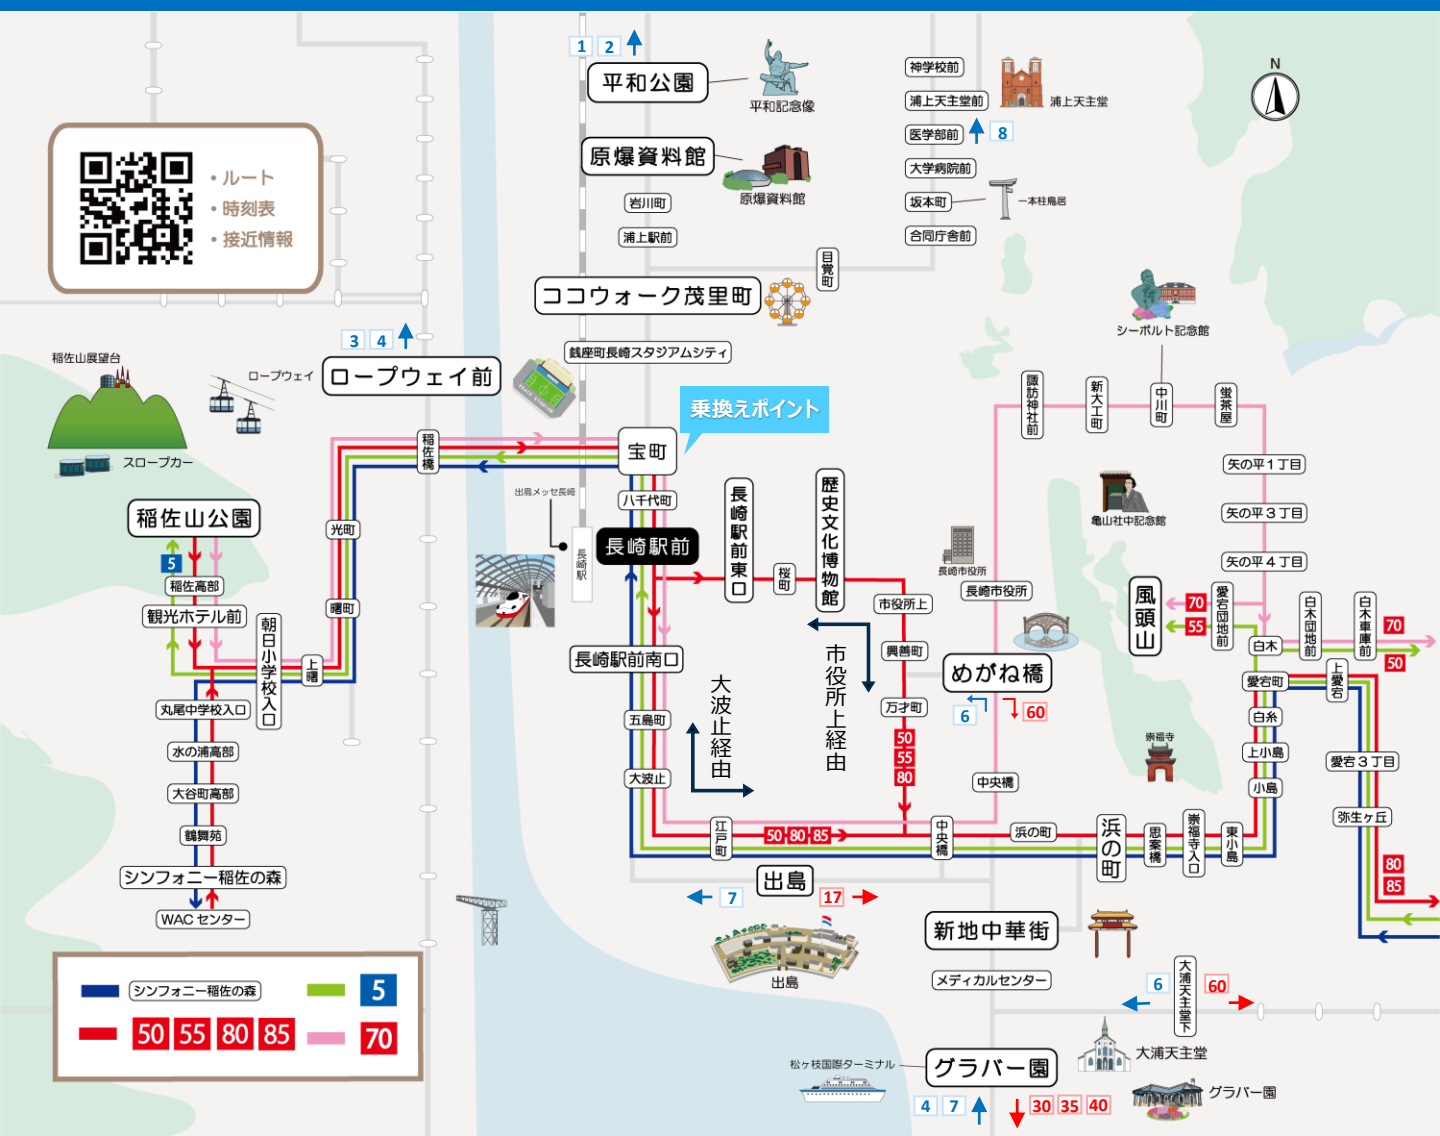 1 2
平和公園
平和記念像
原爆資料館
原爆資料館
岩川町
浦上駅前
神学校前
浦上天主堂前
浦上天主堂
医学部前
8
大学病院前
坂本町
一本柱鳥居
合同庁舎前
目覚町
N
・ルート
・時刻表
・接近情報
ココウォーク茂里町
銭座町長崎スタジアムシティ
3 4
ロープウェイ前
稲佐山展望台
ロープウェイ
スロープカー
シーボルト記念館
諏訪神社前
新大工町
中川町
蛍茶屋
乗換えポイント
宝町
稲佐橋
矢の平1丁目
矢の平3丁目
矢の平4丁目
亀山社中記念館
出島メッセ長崎
八千代町
長崎駅前
長崎駅
長崎駅前東口
桜町
歴史文化博物館
長崎市役所
長崎市役所
稲佐山公園
5
稲佐高部
観光ホテル前
光町
曙町
朝日小学校入口
上曙
市役所上
興善町
万才町
市役所上経由
大波止経由
めがね橋
6
60
風頭山
70
55
愛宕団地前
白木団地前
白木車庫前
70
50
白木
愛宕町
上愛宕
白糸
上小島
小島
愛宕3丁目
弥生ヶ丘
80
85
崇福寺
長崎駅前南口
五島町
大波止
50
55
80
中央橋
丸尾中学校入口
水の浦高部
大谷町高部
鶴舞苑
シンフォニー稲佐の森
WACセンター
江戸町
50 80 85
中央橋
浜の町
浜の町
思案橋
崇福寺入口
東小島
出島
7
17
出島
新地中華街
メディカルセンター
6
大浦天主堂下
60
大浦天主堂
松ヶ枝国際ターミナル
グラバー園
グラバー園
4 7
30 35 40
シンフォニー稲佐の森
5
50 55 80 85
70